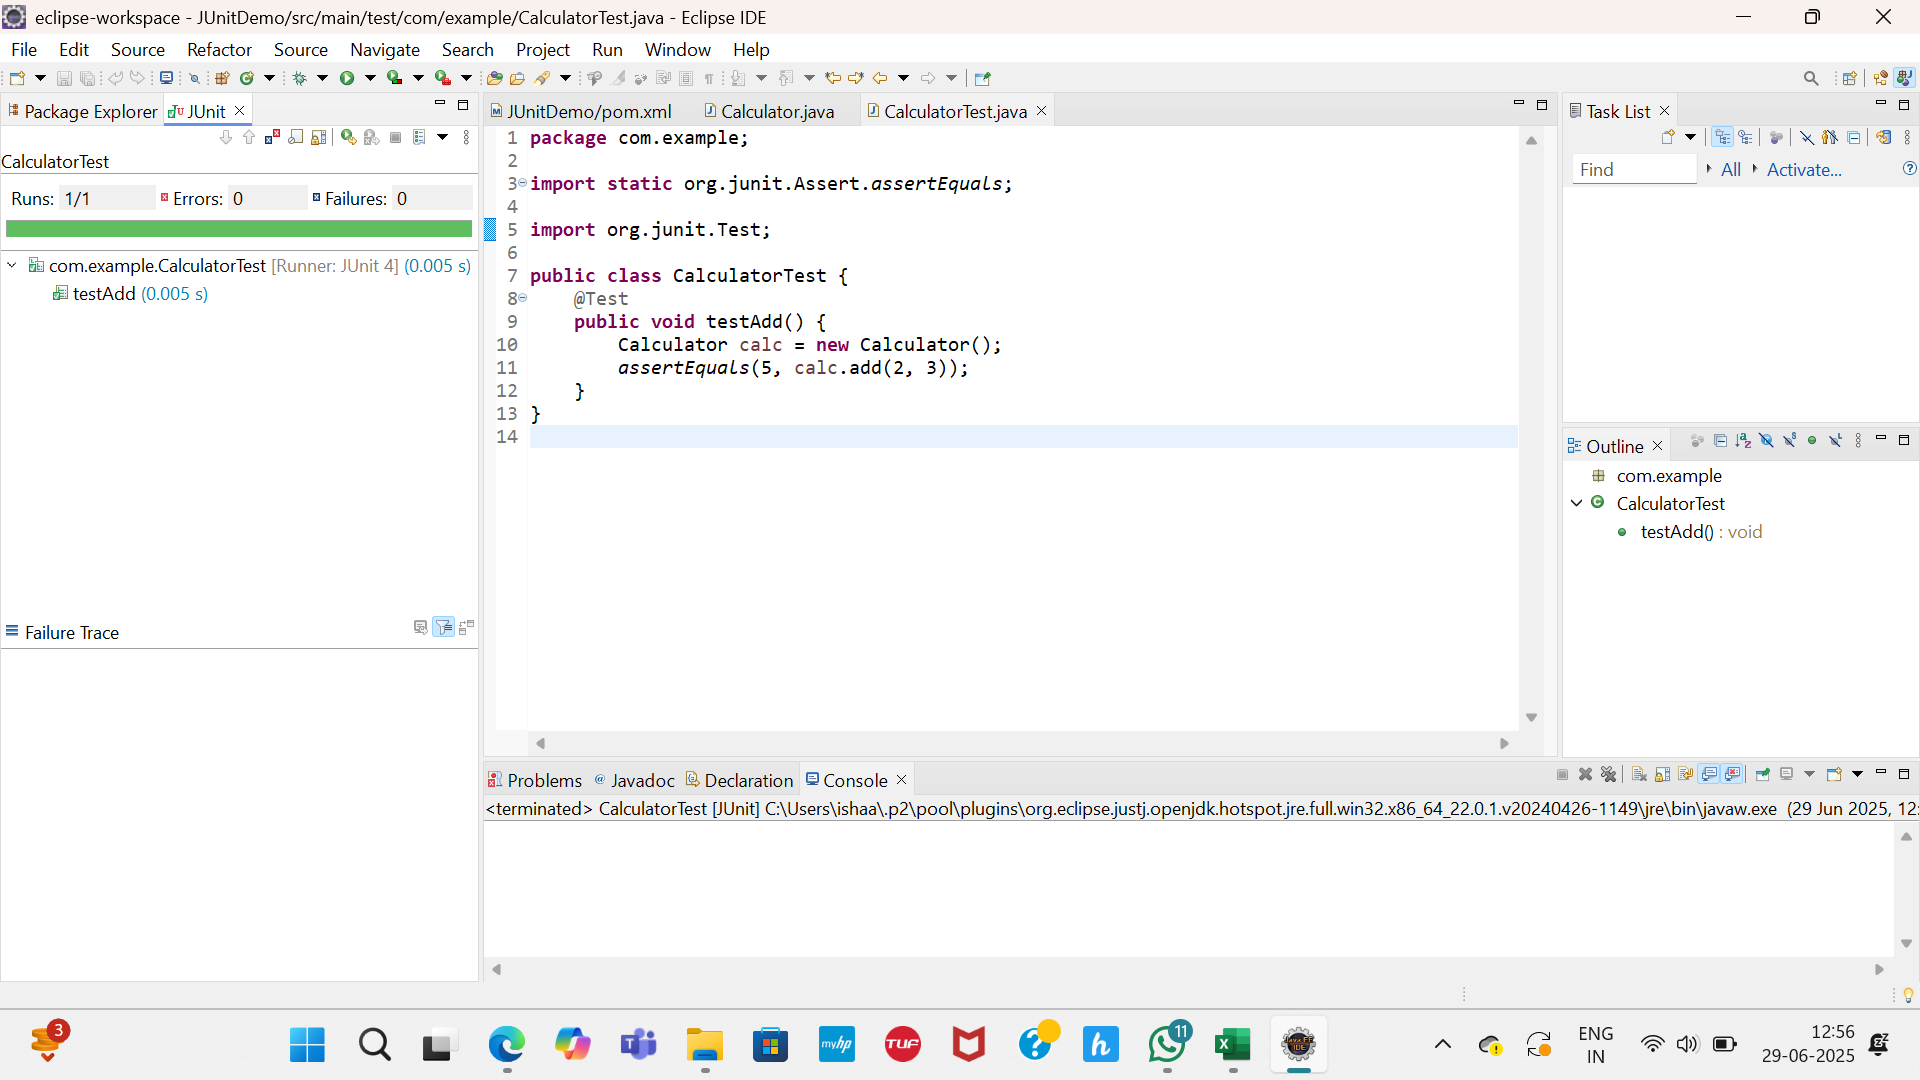 eclipse-workspace - JUnitDemo/src/main/test/com/example/CalculatorTest.java - Eclipse IDE
File Edit Source Refactor Source Navigate Search Project Run Window Help
Package Explorer JUnit
CalculatorTest
Runs: 1/1 Errors: 0 Failures: 0
com.example.CalculatorTest [Runner: JUnit 4] (0.005 s)
testAdd (0.005 s)
Failure Trace
JUnitDemo/pom.xml Calculator.java CalculatorTest.java
1 package com.example;
2
3 import static org.junit.Assert.assertEquals;
4
5 import org.junit.Test;
6
7 public class CalculatorTest {
8 @Test
9 public void testAdd() {
10 Calculator calc = new Calculator();
11 assertEquals(5, calc.add(2, 3));
12 }
13 }
14
Task List
Find All Activate...
Outline
com.example
CalculatorTest
testAdd() : void
Problems Javadoc Declaration Console
<terminated> CalculatorTest [JUnit] C:\Users\ishaa\.p2\pool\plugins\org.eclipse.justj.openjdk.hotspot.jre.full.win32.x86_64_22.0.1.v20240426-1149\jre\bin\javaw.exe (29 Jun 2025, 12:
3
myhp
TUF
11
Java EE
IDE
ENG
IN
12:56
29-06-2025